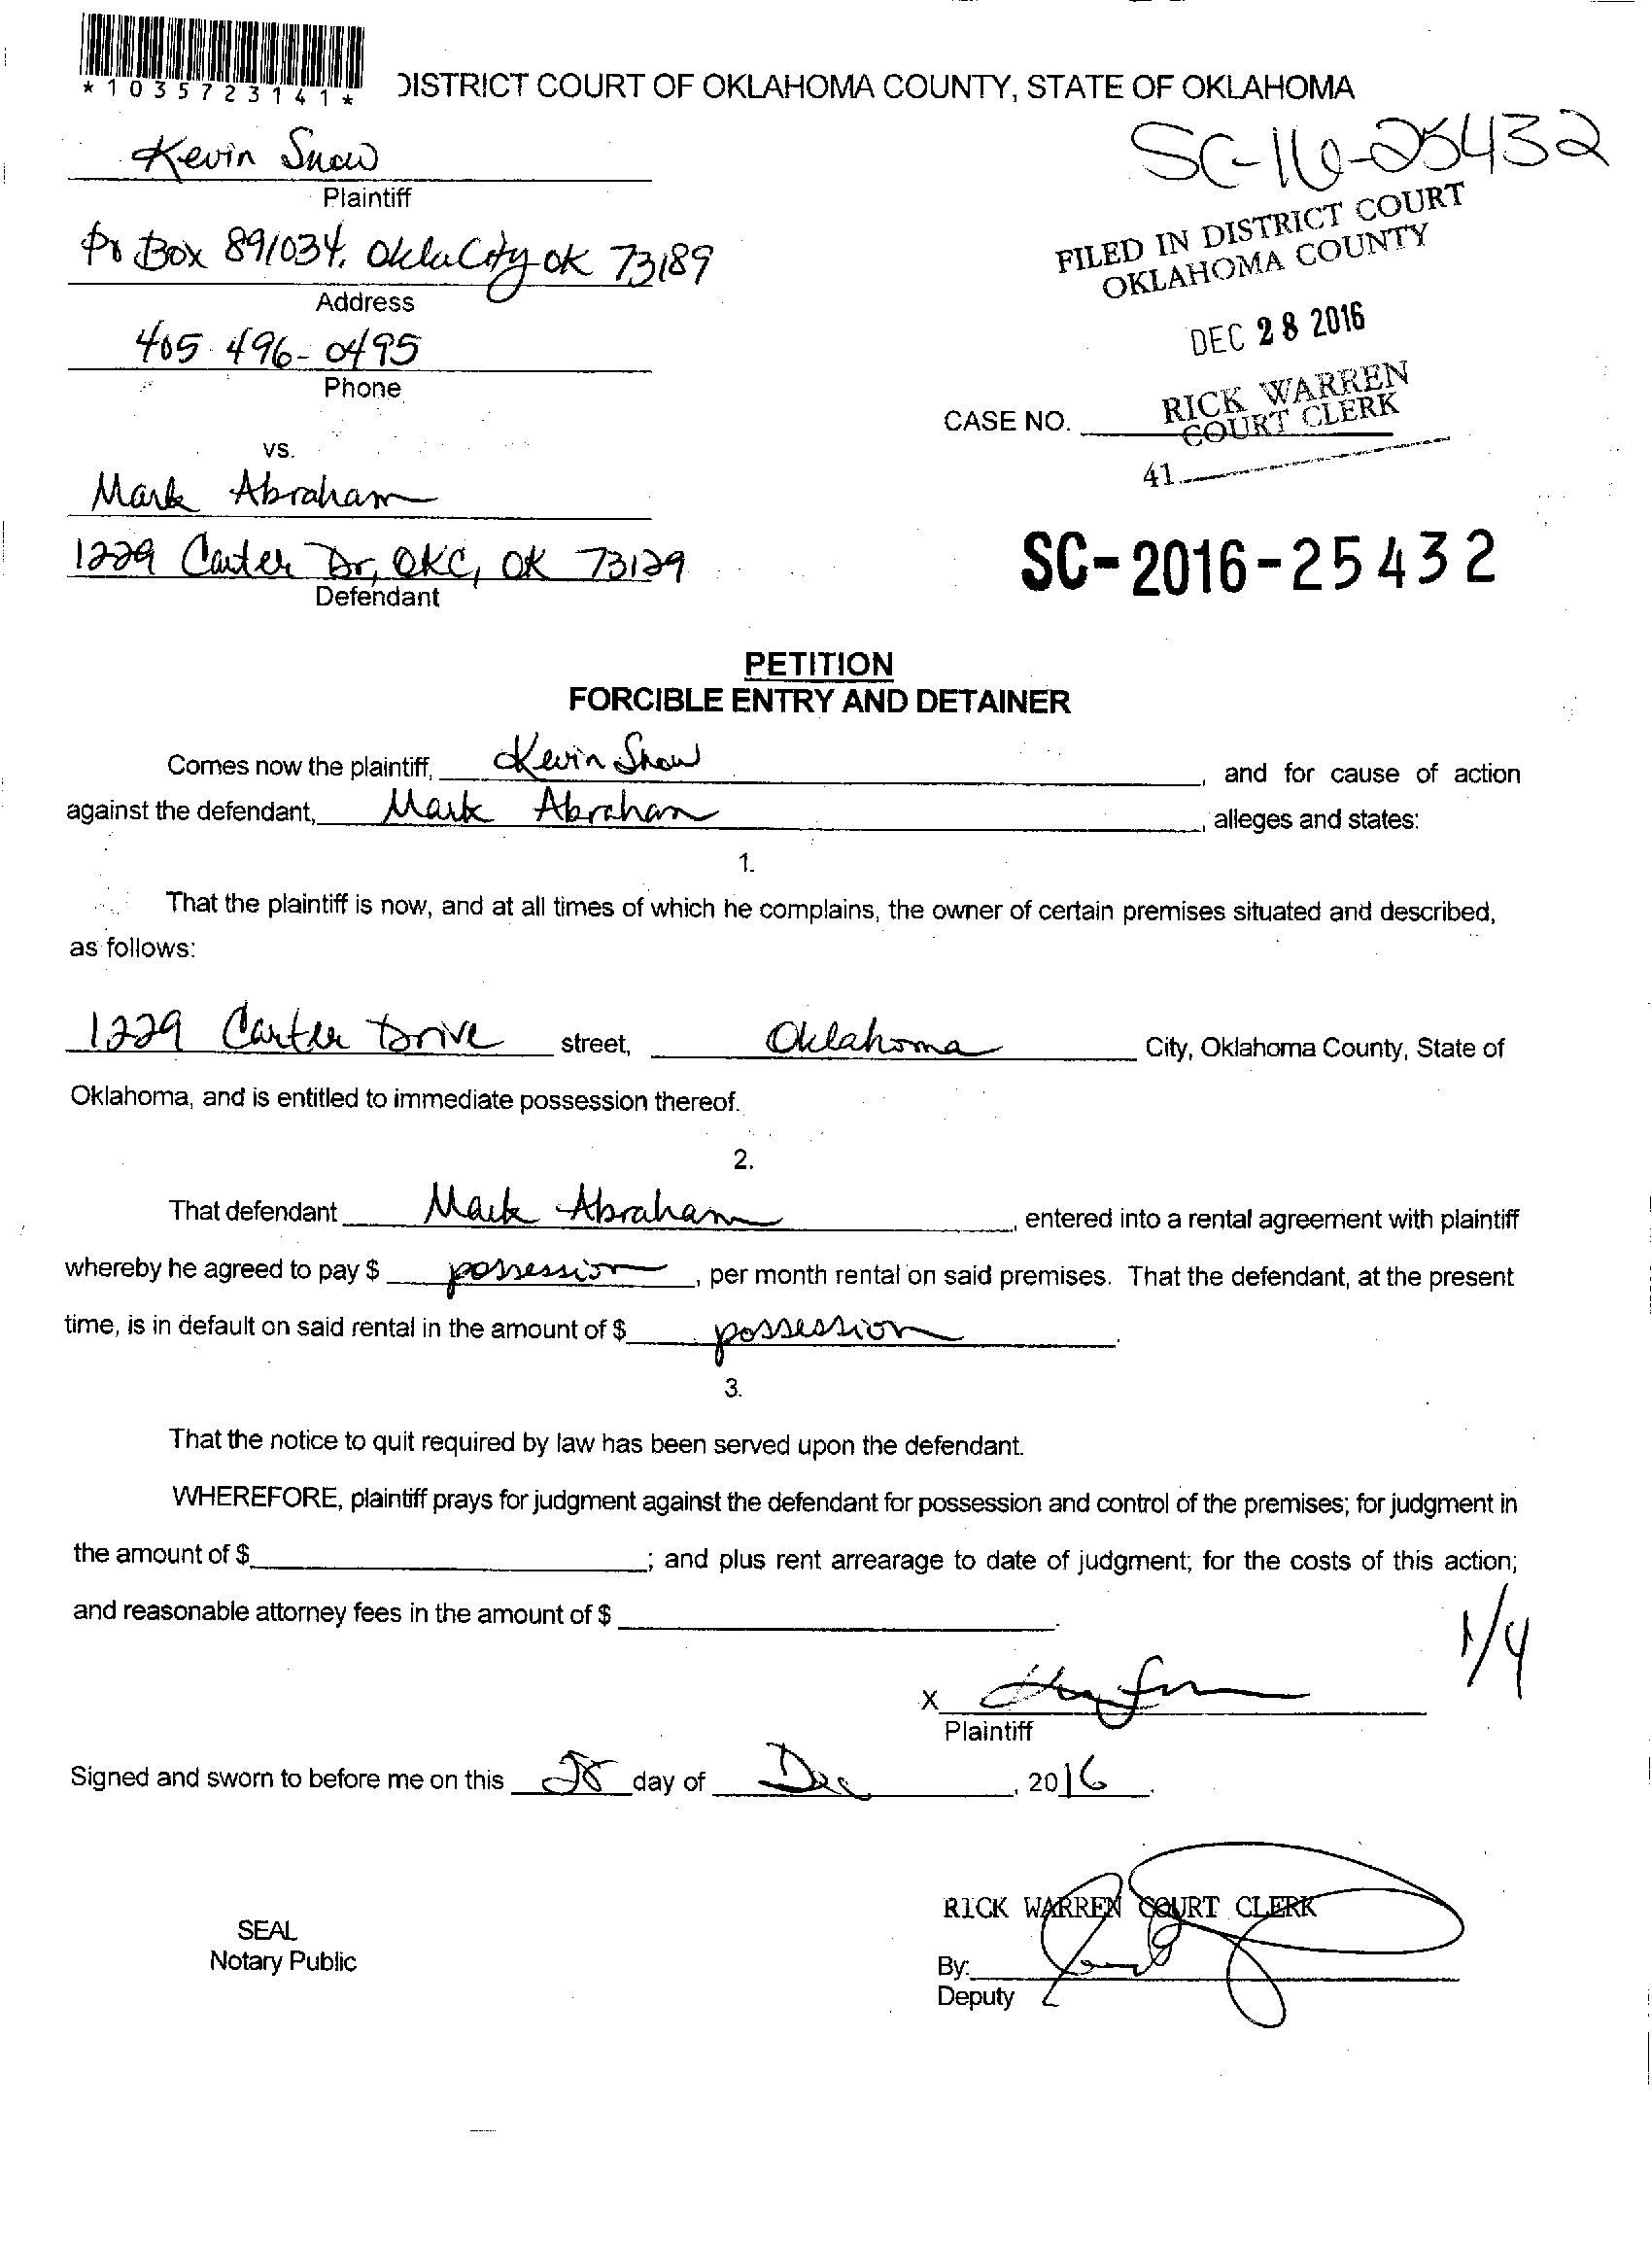 *1035723141*
DISTRICT COURT OF OKLAHOMA COUNTY, STATE OF OKLAHOMA
SC-16-25432
Kevin Snow
Plaintiff
PO Box 891034, Okla City OK 73189
Address
405-496-0495
Phone
FILED IN DISTRICT COURT
OKLAHOMA COUNTY
DEC 28 2016
RICK WARREN
COURT CLERK
CASE NO.
41
vs.
Mark Abraham
1229 Carter Dr, OKC, OK 73129
Defendant
SC-2016-25432
PETITION
FORCIBLE ENTRY AND DETAINER
Comes now the plaintiff, Kevin Snow, and for cause of action
against the defendant, Mark Abraham, alleges and states:
1.
That the plaintiff is now, and at all times of which he complains, the owner of certain premises situated and described,
as follows:
1229 Carter Drive street, Oklahoma City, Oklahoma County, State of
Oklahoma, and is entitled to immediate possession thereof.
2.
That defendant Mark Abraham, entered into a rental agreement with plaintiff
whereby he agreed to pay $ possession, per month rental on said premises. That the defendant, at the present
time, is in default on said rental in the amount of $ possession.
3.
That the notice to quit required by law has been served upon the defendant.
WHEREFORE, plaintiff prays for judgment against the defendant for possession and control of the premises; for judgment in
the amount of $ ; and plus rent arrearage to date of judgment; for the costs of this action;
and reasonable attorney fees in the amount of $ .
1/4
X
Plaintiff
Signed and sworn to before me on this 28 day of Dec, 2016.
RICK WARREN COURT CLERK
SEAL
Notary Public
By:
Deputy